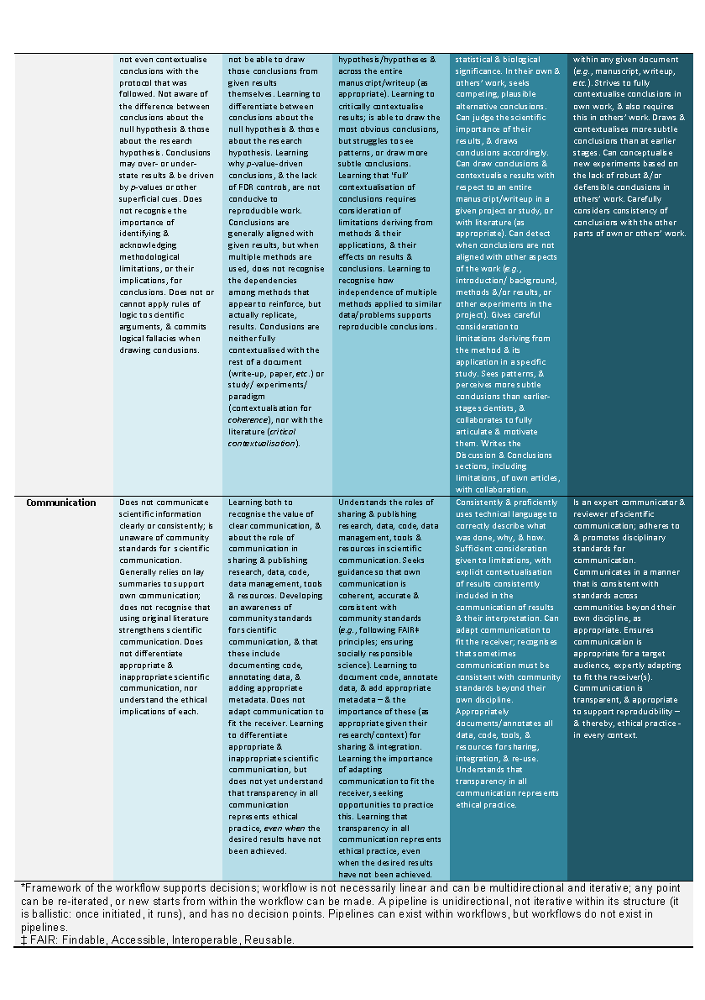 not even contextualise
conclusions with the
protocol that was
followed. Not aware of
the difference between
conclusions about the
null hypothesis & those
about the research
hypothesis. Conclusions
may over- or under-
state results & be driven
by p-values or other
superficial cues. Does
not recognise the
importance of
identifying &
acknowledging
methodological
limitations, or their
implications, for
conclusions. Does not or
cannot apply rules of
logic to scientific
arguments, & commits
logical fallacies when
drawing conclusions.
not be able to draw
those conclusions from
given results
themselves. Learning to
differentiate between
conclusions about the
null hypothesis & those
about the research
hypothesis. Learning
why p-value-driven
conclusions, & the lack
of FDR controls, are not
conducive to
reproducible work.
Conclusions are
generally aligned with
given results, but when
multiple methods are
used, does not recognise
the dependencies
among methods that
appear to reinforce, but
actually replicate,
results. Conclusions are
neither fully
contextualised with the
rest of a document
(write-up, paper, etc.) or
study/ experiments/
paradigm
(contextualisation for
coherence), nor with the
literature (critical
contextualisation).
hypothesis/hypotheses &
across the entire
manuscript/writeup (as
appropriate). Learning to
critically contextualise
results; is able to draw the
most obvious conclusions,
but struggles to see
patterns, or draw more
subtle conclusions.
Learning that 'full'
contextualisation of
conclusions requires
consideration of
limitations deriving from
methods & their
applications, & their
effects on results &
conclusions. Learning to
recognise how
independence of multiple
methods applied to similar
data/problems supports
reproducible conclusions.
statistical & biological
significance. In their own &
others' work, seeks
competing, plausible
alternative conclusions.
Can judge the scientific
importance of their
results, & draws
conclusions accordingly.
Can draw conclusions &
contextualise results with
respect to an entire
manuscript/writeup in a
given project or study, or
with literature (as
appropriate). Can detect
when conclusions are not
aligned with other aspects
of the work (e.g.,
introduction/ background,
methods &/or results, or
other experiments in the
project). Gives careful
consideration to
limitations deriving from
the method & its
application in a specific
study. Sees patterns, &
perceives more subtle
conclusions than earlier-
stage scientists, &
collaborates to fully
articulate & motivate
them. Writes the
Discussion & Conclusions
sections, including
limitations, of own articles,
with collaboration.
within any given document
(e.g., manuscript, writeup,
etc.). Strives to fully
contextualise conclusions in
own work, & also requires
this in others' work. Draws &
contextualises more subtle
conclusions than at earlier
stages. Can conceptualise
new experiments based on
the lack of robust &/or
defensible conclusions in
others' work. Carefully
considers consistency of
conclusions with the other
parts of own or others' work.
Communication
Does not communicate
scientific information
clearly or consistently; is
unaware of community
standards for scientific
communication.
Generally relies on lay
summaries to support
own communication;
does not recognise that
using original literature
strengthens scientific
communication. Does
not differentiate
appropriate &
inappropriate scientific
communication, nor
understand the ethical
implications of each.
Learning both to
recognise the value of
clear communication, &
about the role of
communication in
sharing & publishing
research, data, code,
data management, tools
& resources. Developing
an awareness of
community standards
for scientific
communication, & that
these include
documenting code,
annotating data, &
adding appropriate
metadata. Does not
adapt communication to
fit the receiver. Learning
to differentiate
appropriate &
inappropriate scientific
communication, but
does not yet understand
that transparency in all
communication
represents ethical
practice, even when the
desired results have not
been achieved.
Understands the roles of
sharing & publishing
research, data, code, data
management, tools &
resources in scientific
communication. Seeks
guidance so that own
communication is
coherent, accurate &
consistent with
community standards
(e.g., following FAIR‡
principles; ensuring
socially responsible
science). Learning to
document code, annotate
data, & add appropriate
metadata – & the
importance of these (as
appropriate given their
research/context) for
sharing & integration.
Learning the importance
of adapting
communication to fit the
receiver, seeking
opportunities to practice
this. Learning that
transparency in all
communication represents
ethical practice, even
when the desired results
have not been achieved.
Consistently & proficiently
uses technical language to
correctly describe what
was done, why, & how.
Sufficient consideration
given to limitations, with
explicit contextualisation
of results consistently
included in the
communication of results
& their interpretation. Can
adapt communication to
fit the receiver; recognises
that sometimes
communication must be
consistent with community
standards beyond their
own discipline.
Appropriately
documents/annotates all
data, code, tools, &
resources for sharing,
integration, & re-use.
Understands that
transparency in all
communication represents
ethical practice.
Is an expert communicator &
reviewer of scientific
communication; adheres to
& promotes disciplinary
standards for
communication.
Communicates in a manner
that is consistent with
standards across
communities beyond their
own discipline, as
appropriate. Ensures
communication is
appropriate for a target
audience, expertly adapting
to fit the receiver(s).
Communication is
transparent, & appropriate
to support reproducibility –
& thereby, ethical practice -
in every context.
*Framework of the workflow supports decisions; workflow is not necessarily linear and can be multidirectional and iterative; any point
can be re-iterated, or new starts from within the workflow can be made. A pipeline is unidirectional, not iterative within its structure (it
is ballistic: once initiated, it runs), and has no decision points. Pipelines can exist within workflows, but workflows do not exist in
pipelines.
‡ FAIR: Findable, Accessible, Interoperable, Reusable.